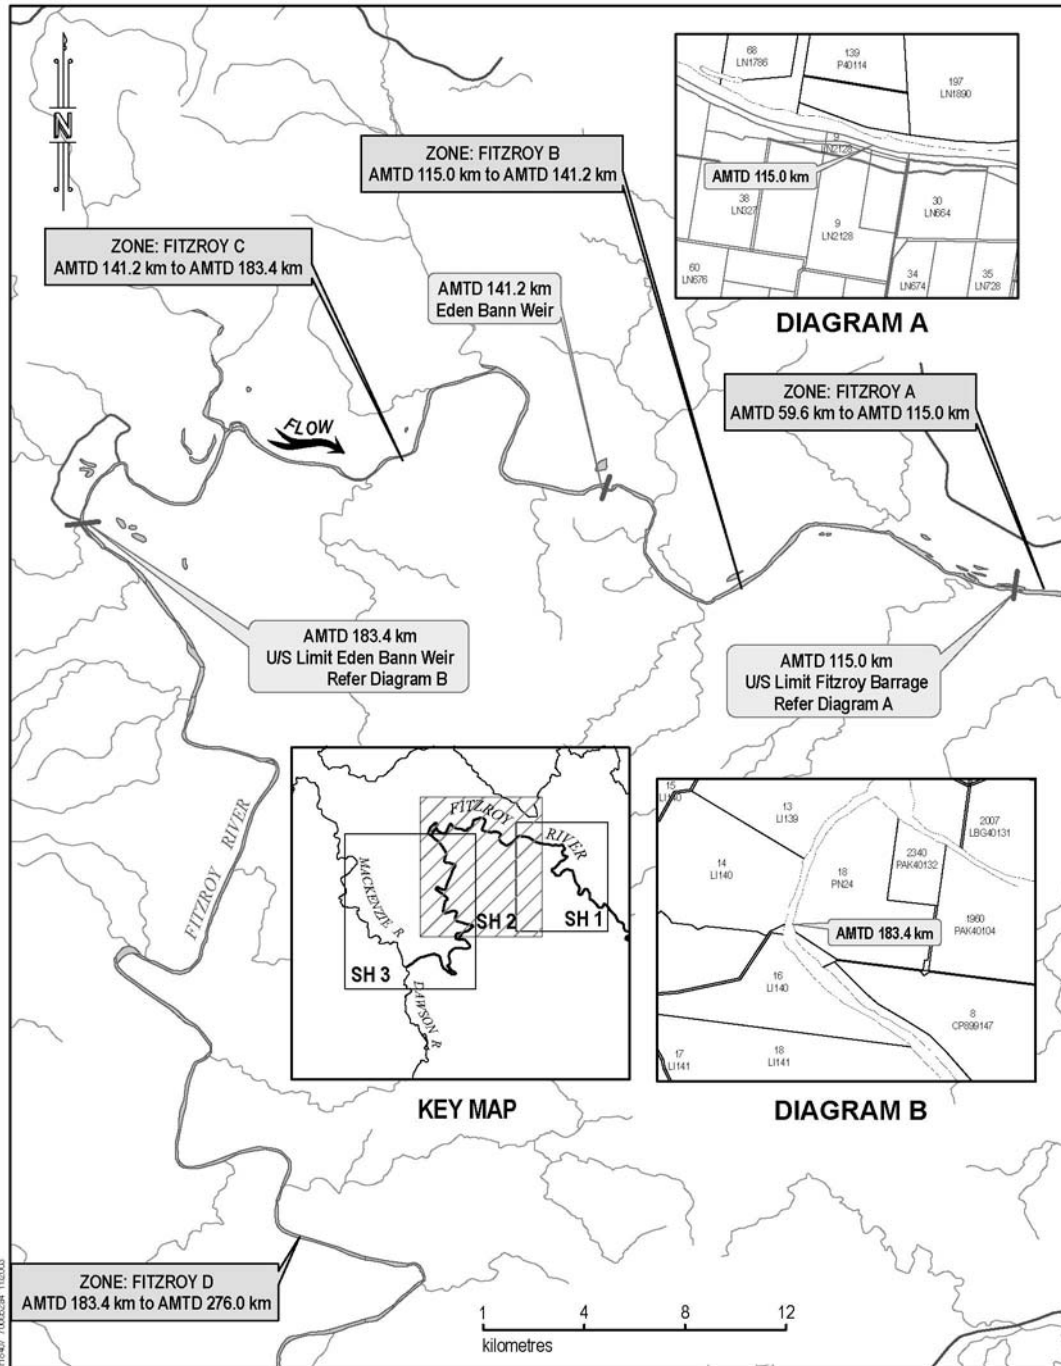 N
ZONE: FITZROY B
AMTD 115.0 km to AMTD 141.2 km
ZONE: FITZROY C
AMTD 141.2 km to AMTD 183.4 km
AMTD 141.2 km
Eden Bann Weir
68
LN1786
139
P40114
197
LN1890
9
LN2128
AMTD 115.0 km
38
LN327
9
LN2128
30
LN664
60
LN676
34
LN674
35
LN728
DIAGRAM A
ZONE: FITZROY A
AMTD 59.6 km to AMTD 115.0 km
FLOW
AMTD 183.4 km
U/S Limit Eden Bann Weir
Refer Diagram B
AMTD 115.0 km
U/S Limit Fitzroy Barrage
Refer Diagram A
FITZROY RIVER
FITZROY
RIVER
MACKENZIE R
SH 2
SH 1
SH 3
DAWSON R
KEY MAP
15
LI140
13
LI139
2007
LBG40131
14
LI140
2340
PAK40132
18
PN24
1960
PAK40104
AMTD 183.4 km
16
LI140
8
CP899147
17
LI141
18
LI141
DIAGRAM B
ZONE: FITZROY D
AMTD 183.4 km to AMTD 276.0 km
1 4 8 12
kilometres